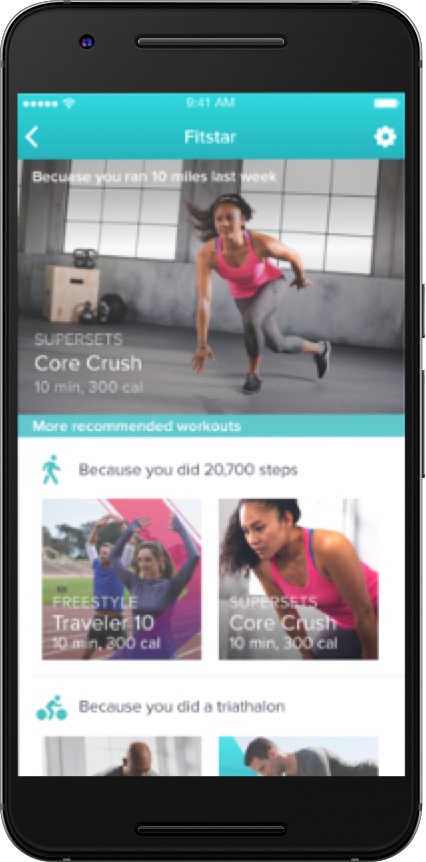 9:41 AM
Fitstar
Becuase you ran 10 miles last week
SUPERSETS
Core Crush
10 min, 300 cal
More recommended workouts
Because you did 20,700 steps
FREESTYLE
Traveler 10
10 min, 300 cal
SUPERSETS
Core Crush
10 min, 300 cal
Because you did a triathalon